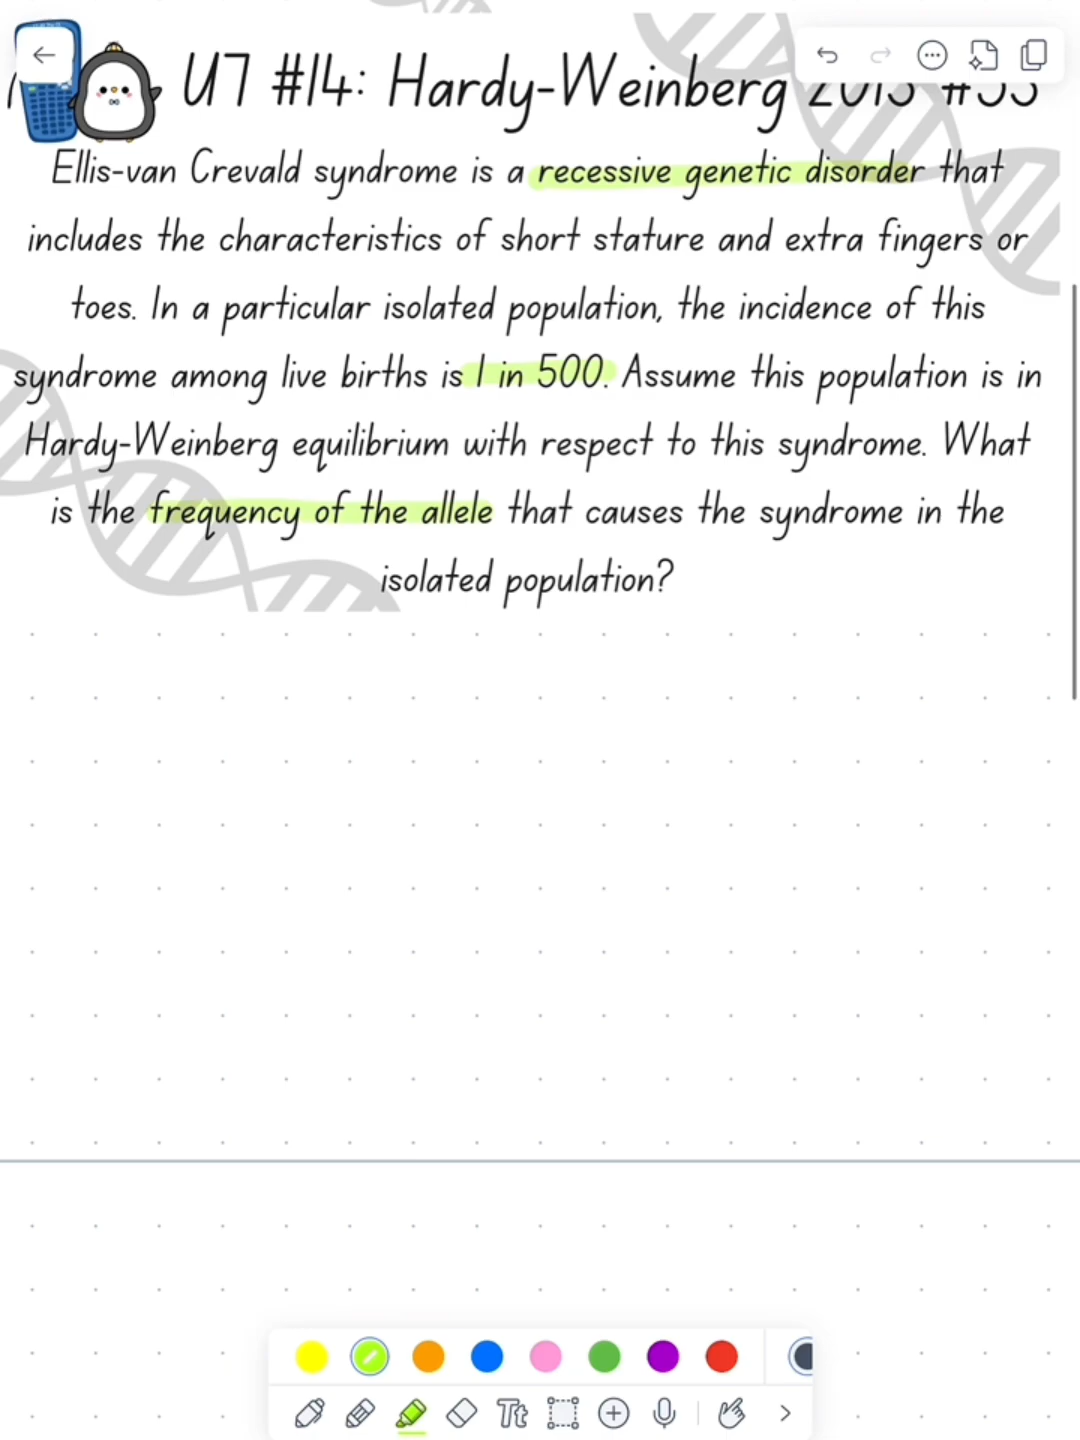 U7 #14: Hardy-Weinberg 2013 #35
Ellis-van Crevald syndrome is a recessive genetic disorder that
includes the characteristics of short stature and extra fingers or
toes. In a particular isolated population, the incidence of this
syndrome among live births is 1 in 500. Assume this population is in
Hardy-Weinberg equilibrium with respect to this syndrome. What
is the frequency of the allele that causes the syndrome in the
isolated population?
Tt